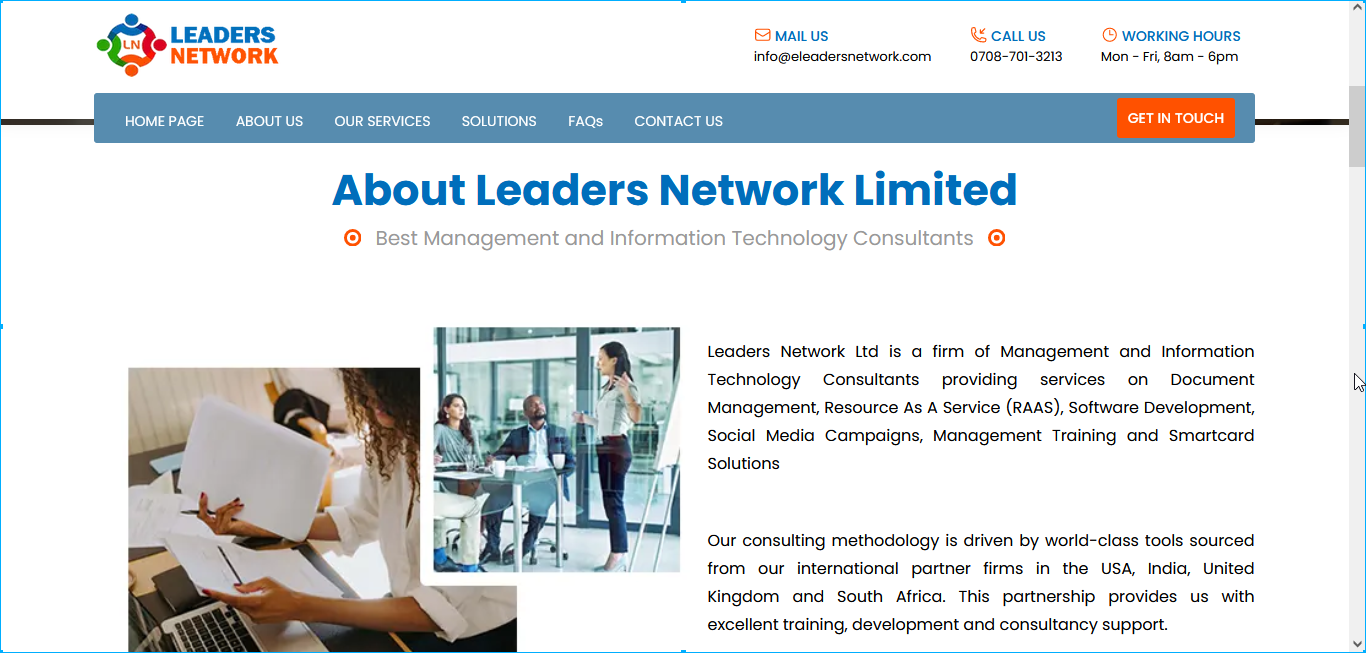 LN
LEADERS
NETWORK
MAIL US
info@eleadersnetwork.com
CALL US
0708-701-3213
WORKING HOURS
Mon - Fri, 8am - 6pm
HOME PAGE ABOUT US OUR SERVICES SOLUTIONS FAQs CONTACT US GET IN TOUCH
About Leaders Network Limited
Best Management and Information Technology Consultants
Leaders Network Ltd is a firm of Management and Information
Technology Consultants providing services on Document
Management, Resource As A Service (RAAS), Software Development,
Social Media Campaigns, Management Training and Smartcard
Solutions
Our consulting methodology is driven by world-class tools sourced
from our international partner firms in the USA, India, United
Kingdom and South Africa. This partnership provides us with
excellent training, development and consultancy support.